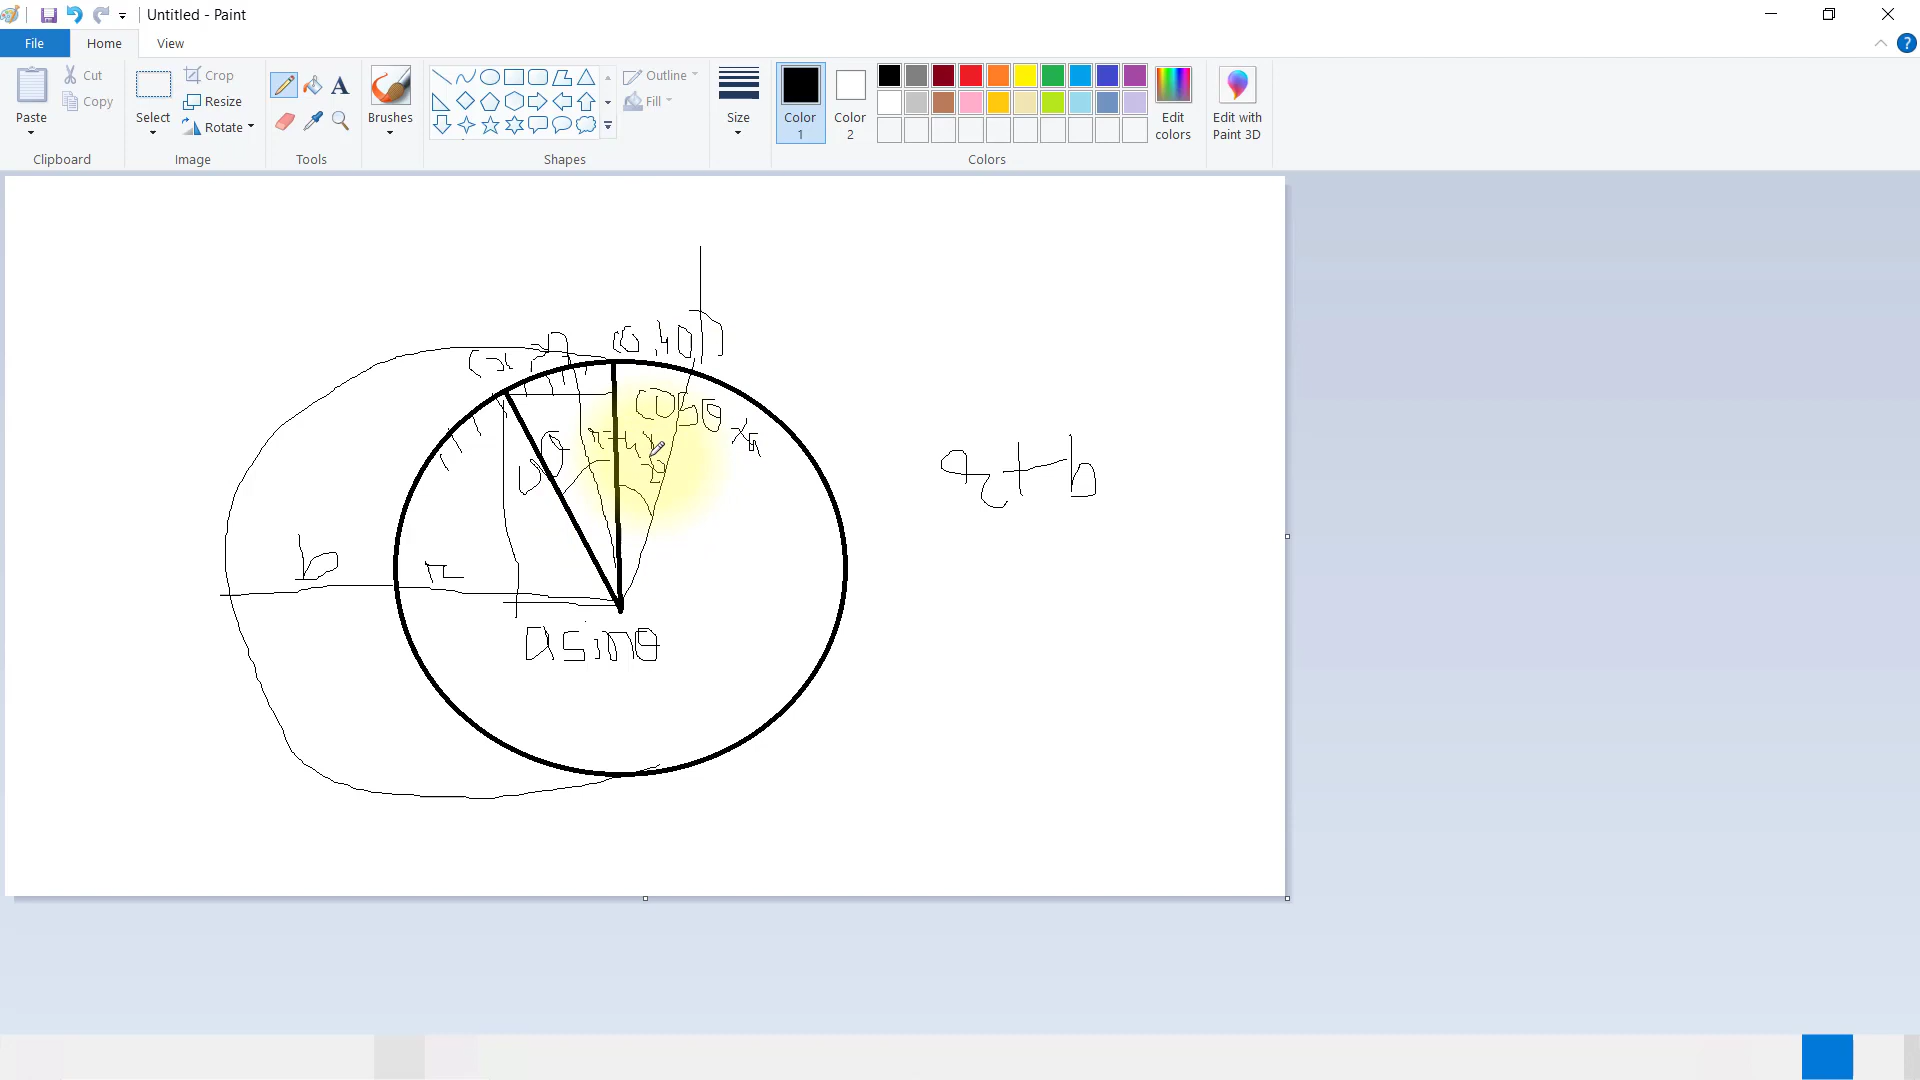 Untitled - Paint
File
Home
View
Paste
Cut
Copy
Clipboard
Select
Crop
Resize
Rotate
Image
Tools
A
Brushes
Outline
Fill
Shapes
Size
Color 1
Color 2
Colors
Edit colors
Edit with Paint 3D
cosθ
b
r